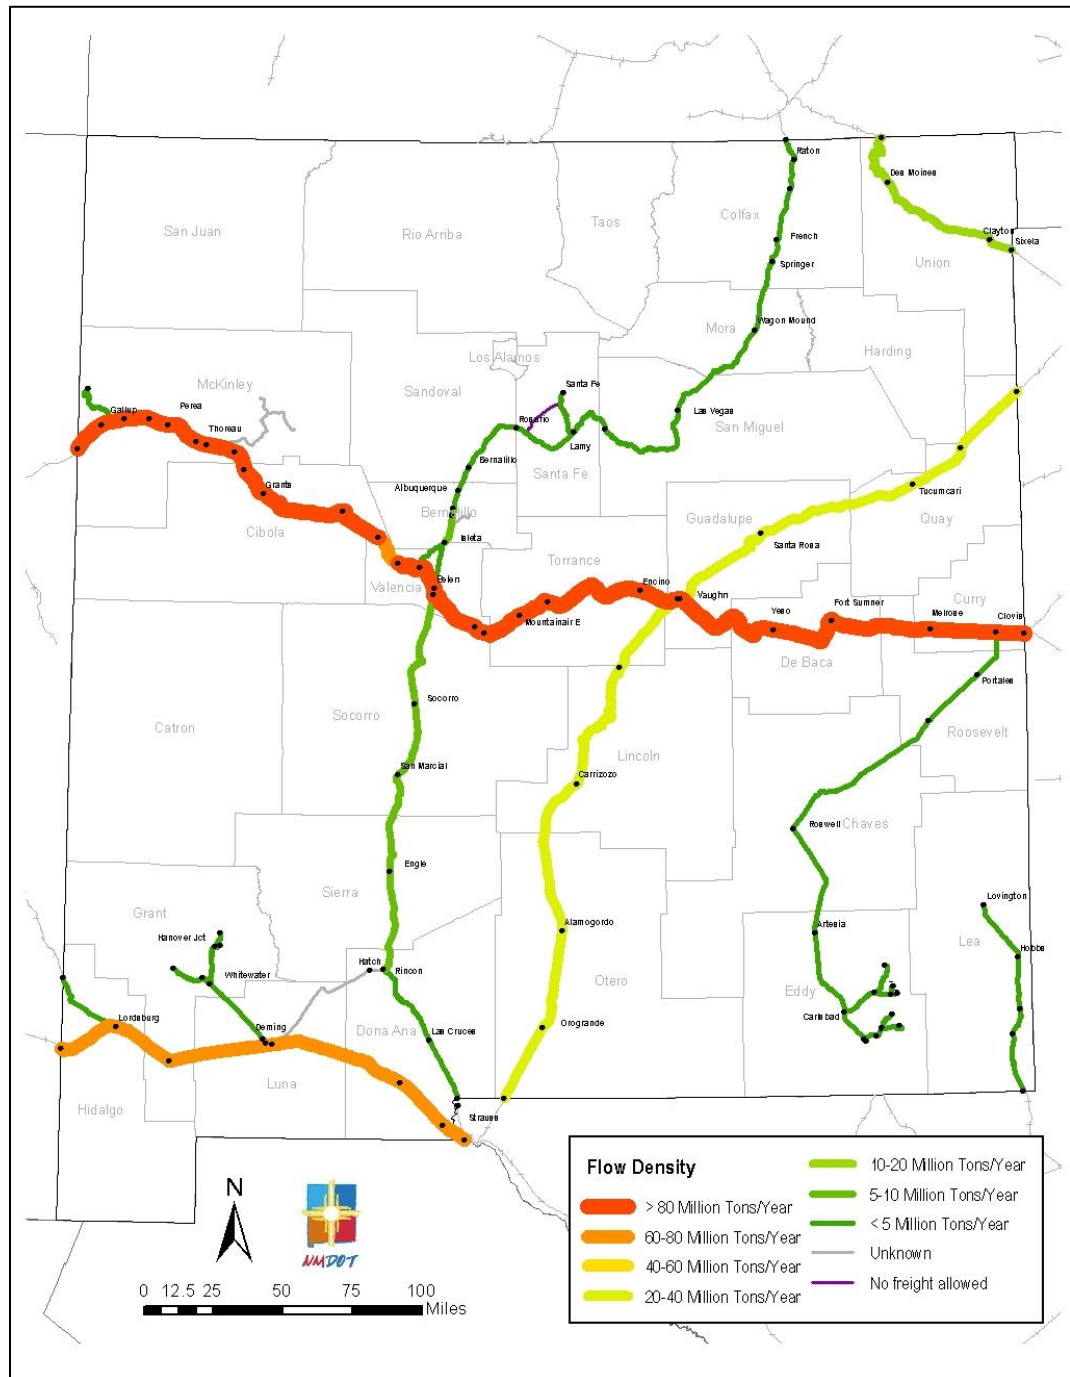 Raton
Des Moines
Taos
Colfax
San Juan
Rio Arriba
French
Clayton
Sixela
Springer
Union
Wagon Mound
Mora
Harding
Los Alamos
McKinley
Sandoval
Santa Fe
Gallup
Perea
Thoreau
Rosario
Las Vegas
San Miguel
Lamy
Bernalillo
Santa Fe
Grants
Albuquerque
Tucumcari
Bernalillo
Guadalupe
Quay
Cibola
Isleta
Torrance
Santa Rosa
Valencia
Belen
Encino
Vaughn
Curry
Mountainair E
Yeso
Fort Sumner
Melrose
Clovis
De Baca
Portales
Socorro
Socorro
Catron
Lincoln
Roosevelt
San Marcial
Carrizozo
Roswell
Chaves
Engle
Sierra
Grant
Lovington
Alamogordo
Artesia
Hanover Jct
Lea
Hobbs
Hatch
Rincon
Whitewater
Otero
Eddy
Lordsburg
Deming
Dona Ana
Las Cruces
Orogrande
Carlsbad
Luna
Hidalgo
Strauss
N
NMDOT
0 12.5 25 50 75 100
Miles
Flow Density
> 80 Million Tons/Year
60-80 Million Tons/Year
40-60 Million Tons/Year
20-40 Million Tons/Year
10-20 Million Tons/Year
5-10 Million Tons/Year
< 5 Million Tons/Year
Unknown
No freight allowed